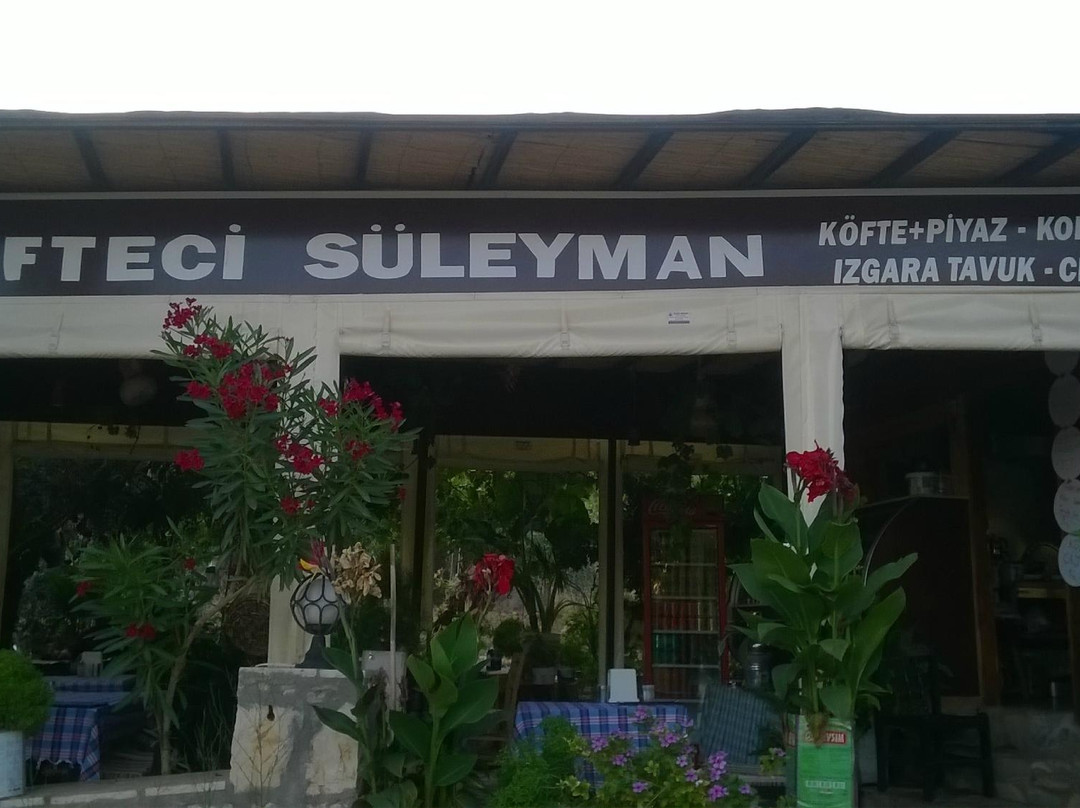 FTECİ SÜLEYMAN
KÖFTE+PİYAZ - KO
IZGARA TAVUK - C